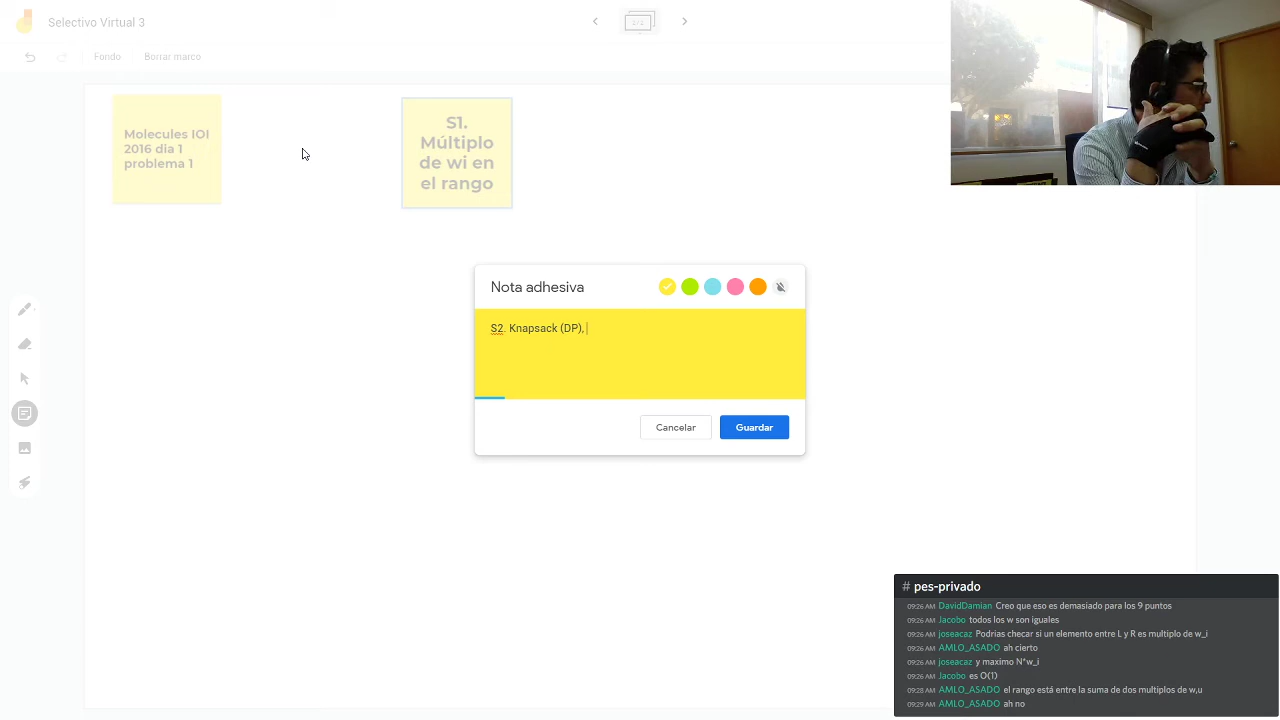 Selectivo Virtual 3
2/2
Fondo
Borrar marco
Molecules IOI
2016 dia 1
problema 1
S1.
Múltiplo
de wi en
el rango
Nota adhesiva
S2. Knapsack (DP),
Cancelar
Guardar
# pes-privado
09:26 AM DavidDamian Creo que eso es demasiado para los 9 puntos
09:26 AM Jacobo todos los w son iguales
09:26 AM joseacaz Podrias checar si un elemento entre L y R es multiplo de w_i
09:26 AM AMLO_ASADO ah cierto
09:26 AM joseacaz y maximo N*w_i
09:26 AM Jacobo es O(1)
09:28 AM AMLO_ASADO el rango está entre la suma de dos multiplos de w,u
09:29 AM AMLO_ASADO ah no